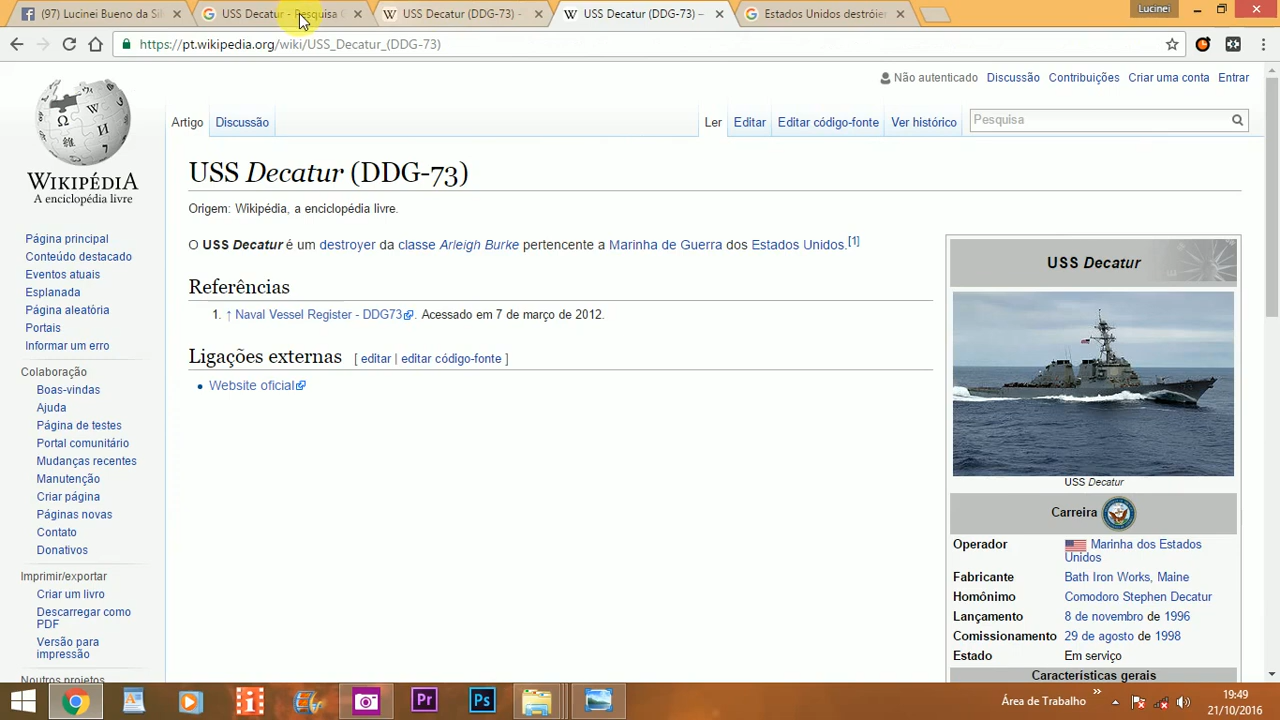 (97) Lucinei Bueno da Sil
USS Decatur - Pesquisa G
USS Decatur (DDG-73) -
USS Decatur (DDG-73) –
Estados Unidos destróier
Lucinei
https://pt.wikipedia.org/wiki/USS_Decatur_(DDG-73)
Não autenticado Discussão Contribuições Criar uma conta Entrar
Artigo Discussão Ler Editar Editar código-fonte Ver histórico Pesquisa
WIKIPÉDIA
A enciclopédia livre
Página principal
Conteúdo destacado
Eventos atuais
Esplanada
Página aleatória
Portais
Informar um erro
Colaboração
Boas-vindas
Ajuda
Página de testes
Portal comunitário
Mudanças recentes
Manutenção
Criar página
Páginas novas
Contato
Donativos
Imprimir/exportar
Criar um livro
Descarregar como
PDF
Versão para
impressão
Noutros projetos
USS Decatur (DDG-73)
Origem: Wikipédia, a enciclopédia livre.
O USS Decatur é um destroyer da classe Arleigh Burke pertencente a Marinha de Guerra dos Estados Unidos.[1]
Referências
1. ↑ Naval Vessel Register - DDG73. Acessado em 7 de março de 2012.
Ligações externas [ editar | editar código-fonte ]
• Website oficial
USS Decatur
USS Decatur
Carreira
Operador Marinha dos Estados
Unidos
Fabricante Bath Iron Works, Maine
Homônimo Comodoro Stephen Decatur
Lançamento 8 de novembro de 1996
Comissionamento 29 de agosto de 1998
Estado Em serviço
Características gerais
Pr
Ps
Área de Trabalho »
19:49
21/10/2016